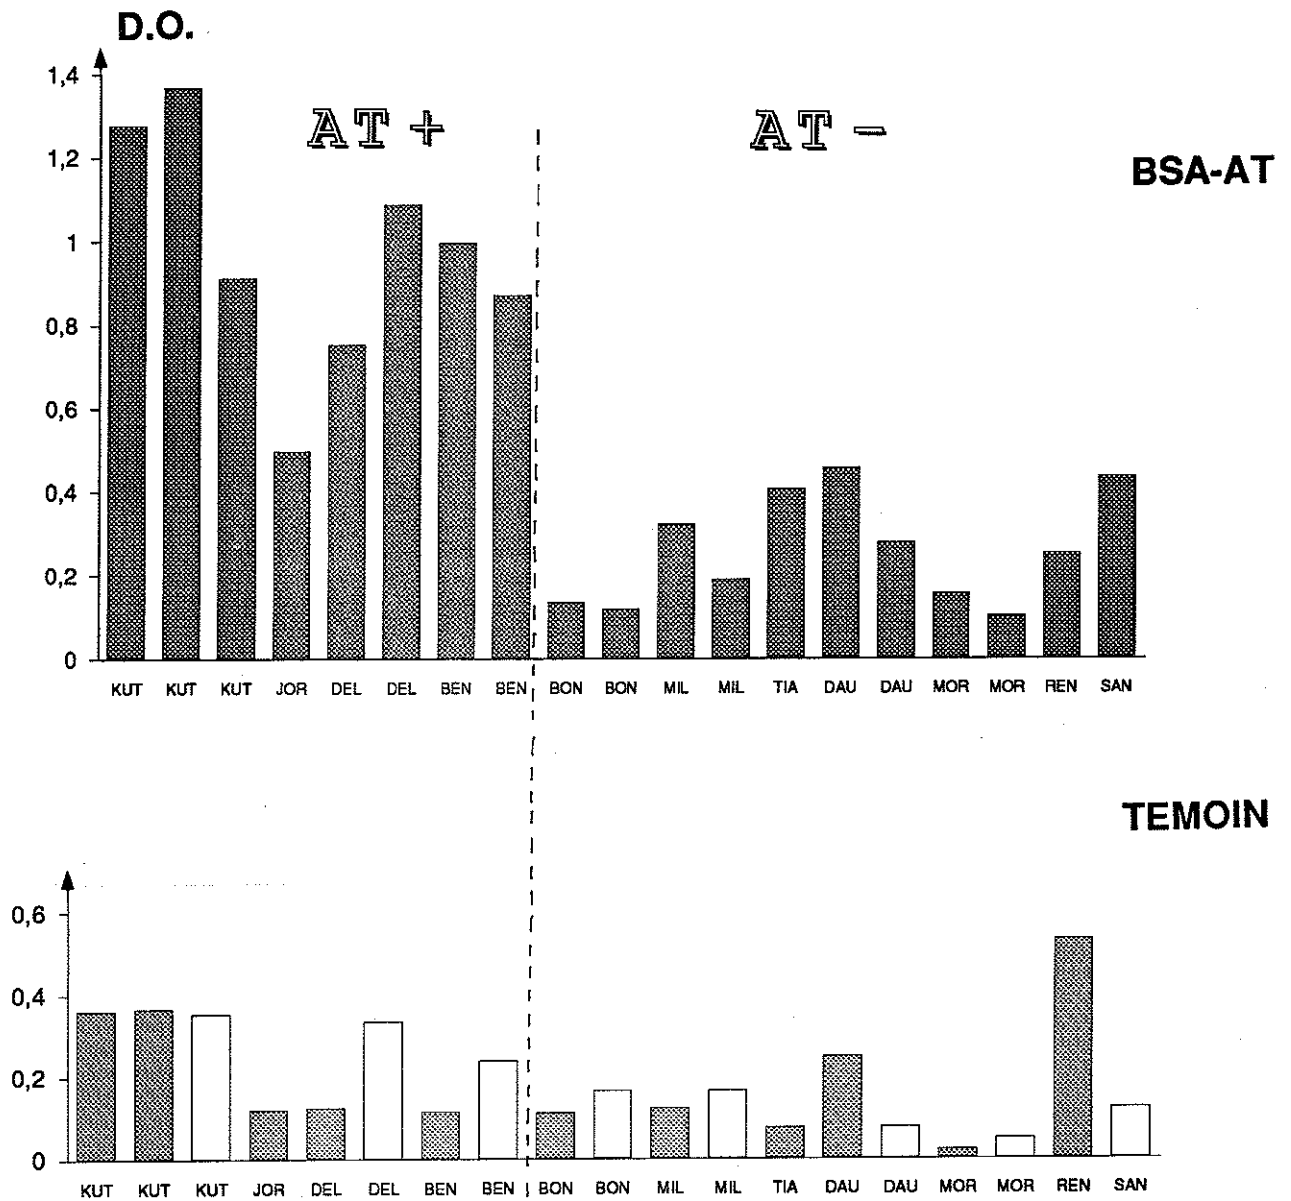 D.O.
1,4
AT + AT -
1,2
BSA-AT
1
0,8
0,6
0,4
0,2
0
KUT KUT KUT JOR DEL DEL BEN BEN BON BON MIL MIL TIA DAU DAU MOR MOR REN SAN
TEMOIN
0,6
0,4
0,2
0
KUT KUT KUT JOR DEL DEL BEN BEN BON BON MIL MIL TIA DAU DAU MOR MOR REN SAN